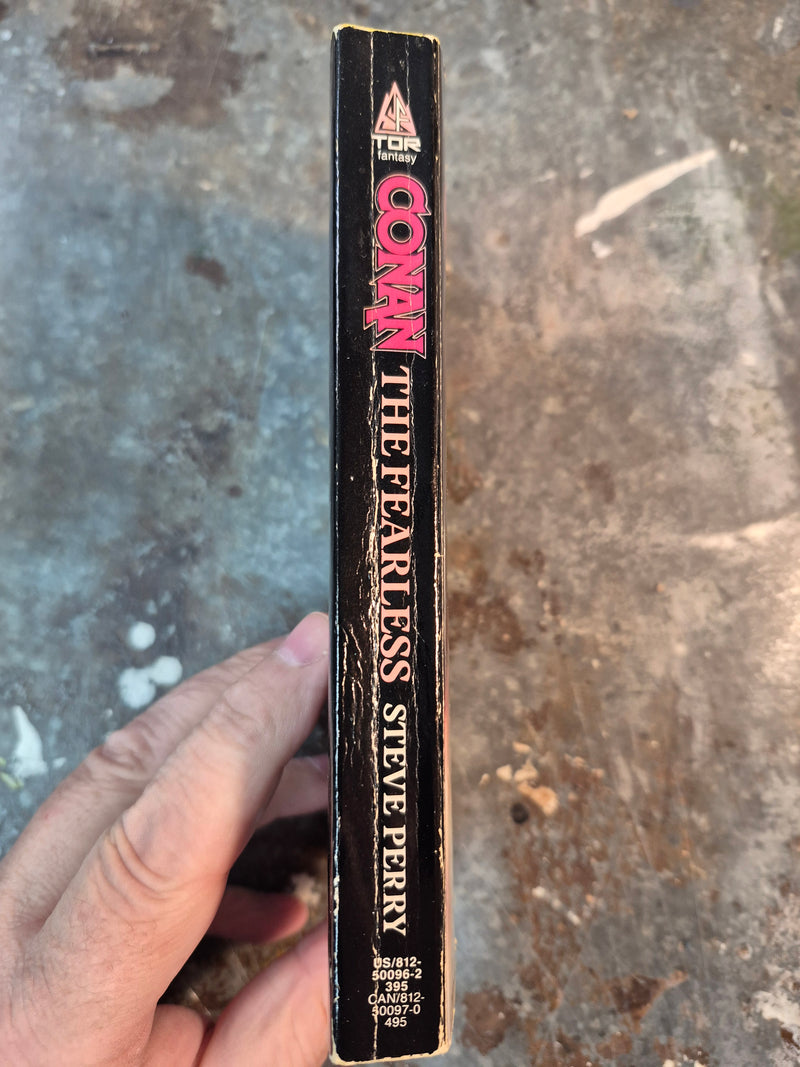 TOR
fantasy
CONAN
THE FEARLESS
STEVE PERRY
US/812-
50096-2
395
CAN/812-
50097-0
495